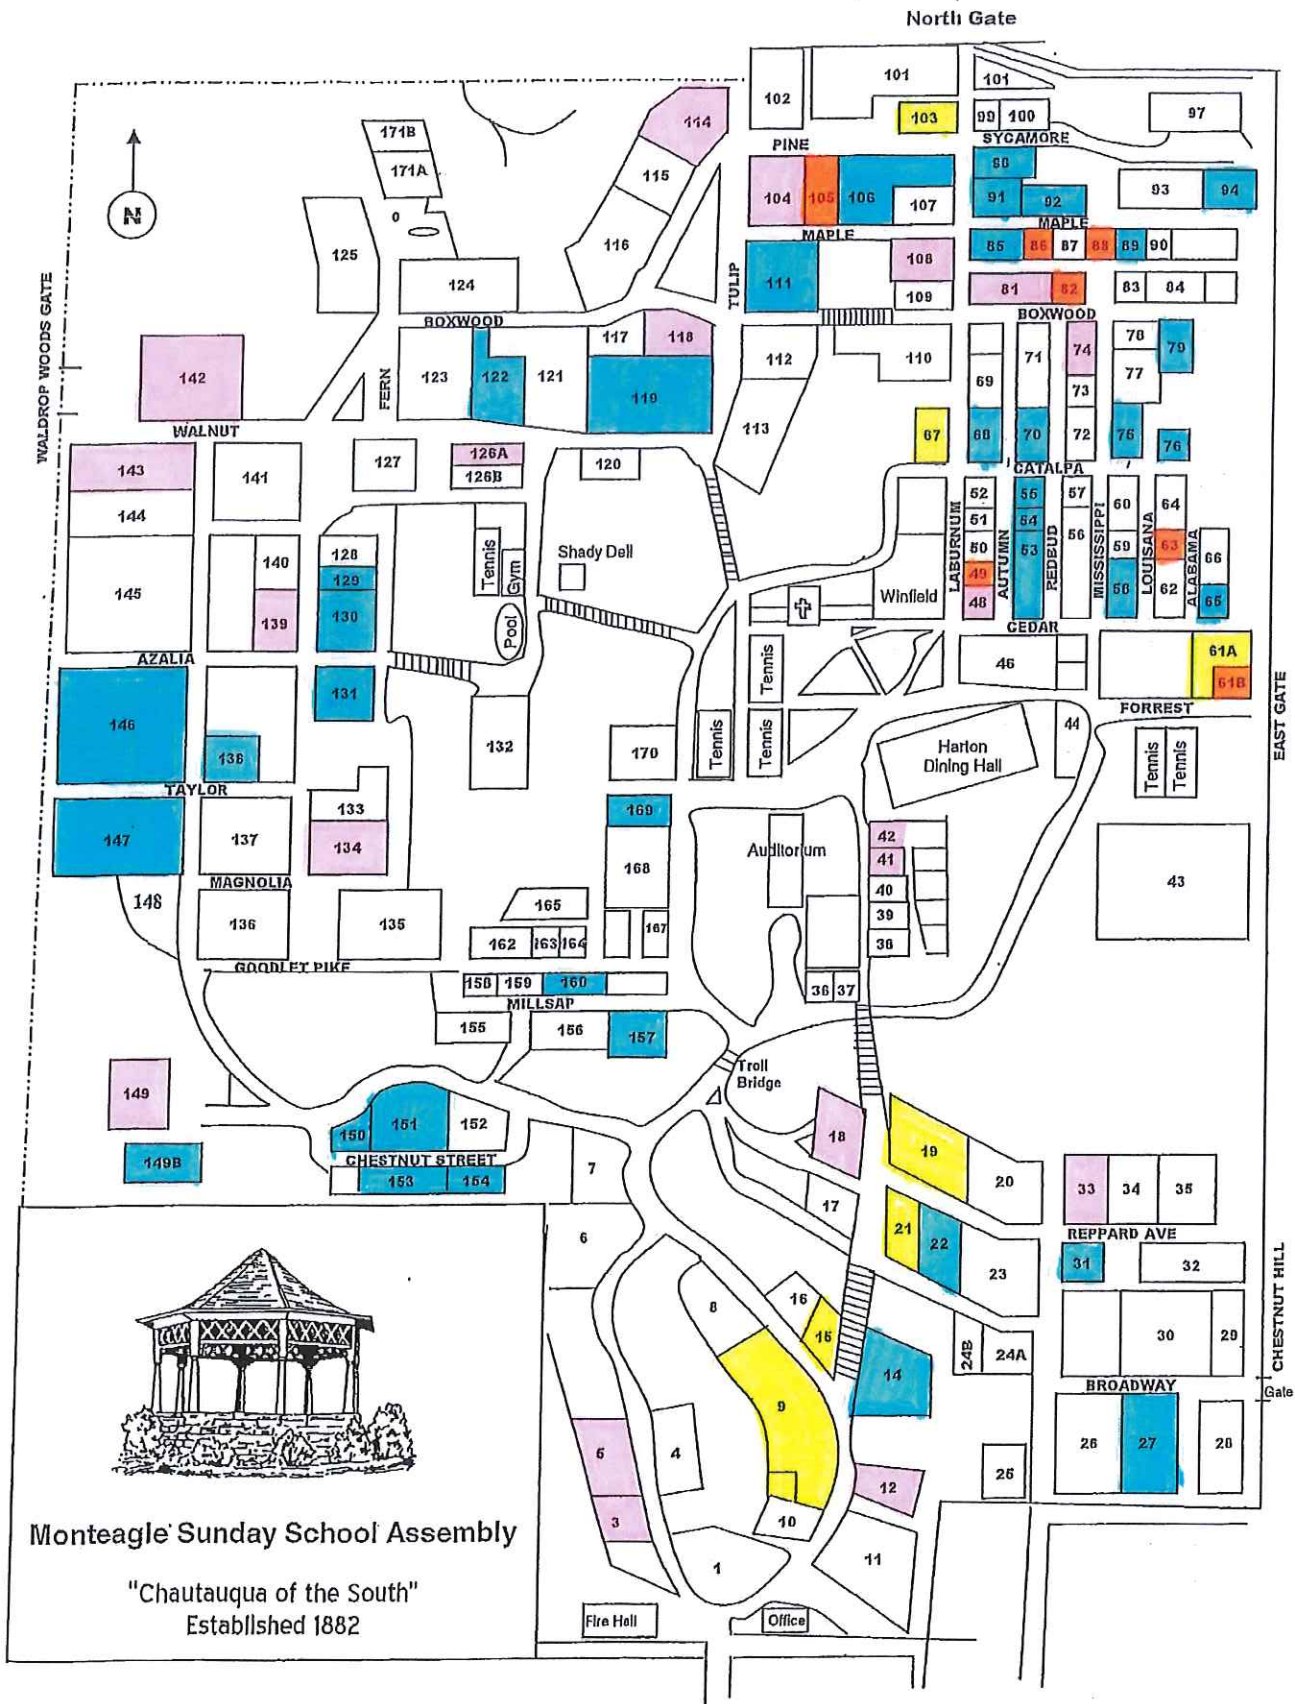 North Gate
101
101
102
103
99
100
97
SYCAMORE
171B
171A
0
114
115
116
PINE
104
105
106
107
91
92
93
94
MAPLE
MAPLE
125
124
TULIP
111
108
109
85
86
87
88
89
90
81
82
83
84
BOXWOOD
BOXWOOD
WALDROP WOODS GATE
142
FERN
123
122
121
117
118
119
112
110
113
69
71
74
73
72
78
77
79
67
68
70
75
76
CATALPA
WALNUT
143
144
145
141
127
126A
126B
120
Shady Dell
Tennis
Gym
Pool
140
139
128
129
130
LABURNUM
AUTUMN
REDBUD
MISSISSIPPI
LOUISANA
ALABAMA
52
51
50
49
48
55
54
53
57
56
60
59
58
64
63
62
66
65
Winfield
CEDAR
46
61A
61B
FORREST
EAST GATE
AZALIA
146
138
131
132
170
Tennis
Tennis
Tennis
44
Harton
Dining Hall
Tennis
Tennis
TAYLOR
147
137
133
134
169
168
Auditorium
42
41
40
39
38
43
MAGNOLIA
148
136
135
165
162
163
164
167
GOODLET PIKE
158
159
160
36
37
MILLSAP
155
156
157
Troll
Bridge
149
149B
150
151
152
CHESTNUT STREET
153
154
7
6
18
17
19
20
21
22
23
33
34
35
REPPARD AVE
31
32
CHESTNUT HILL
8
16
15
14
24B
24A
30
29
BROADWAY
Gate
9
26
27
28
25
5
4
3
12
10
1
11
Fire Hall
Office
Monteagle Sunday School Assembly
"Chautauqua of the South"
Established 1882
N